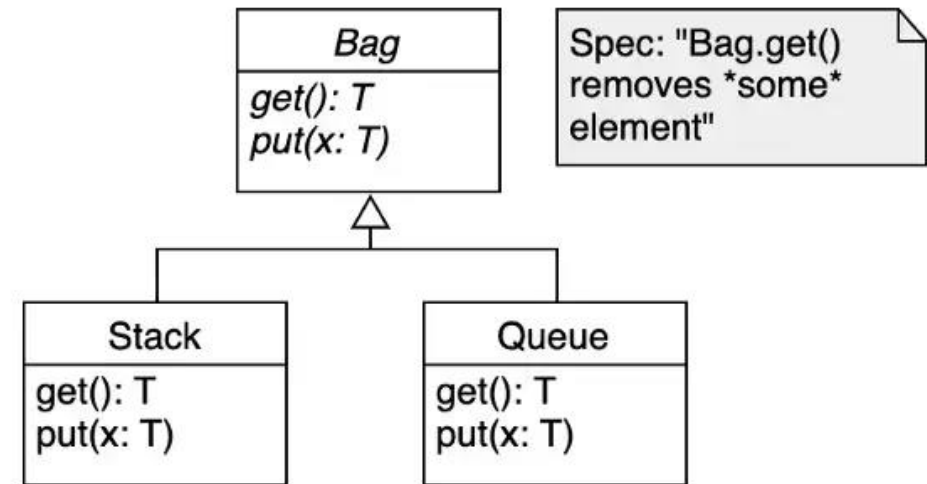 Bag
get(): T
put(x: T)
Spec: "Bag.get()
removes *some*
element"
Stack
get(): T
put(x: T)
Queue
get(): T
put(x: T)